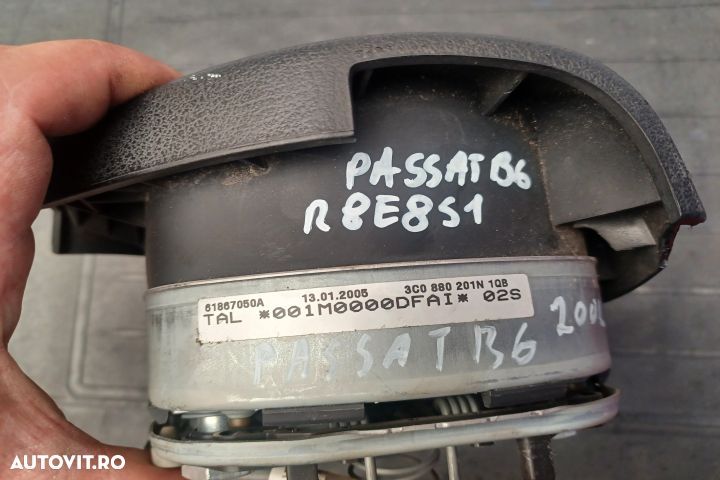 PASSAT B6
R8E8S1
61867050A 13.01.2005 3C0 880 201N 1QB
TAL *001M0000DFAI* 02S
PASSAT B6
AUTOVIT.RO